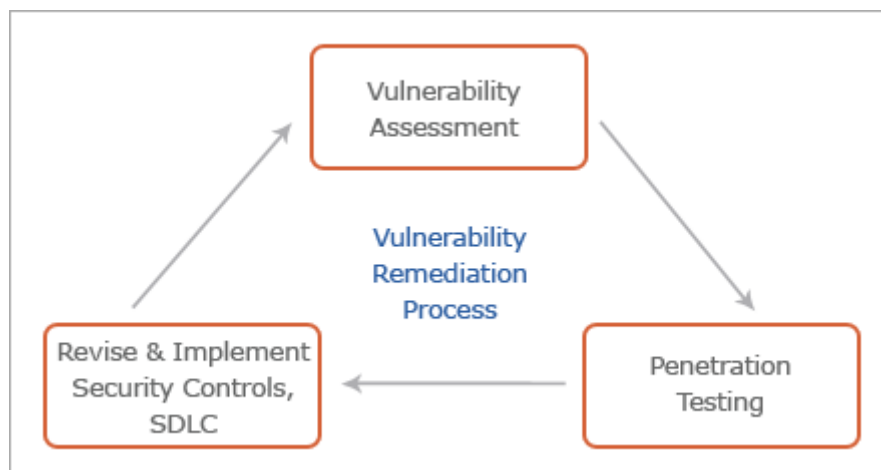 Vulnerability
Assessment
Vulnerability
Remediation
Process
Revise & Implement
Security Controls,
SDLC
Penetration
Testing